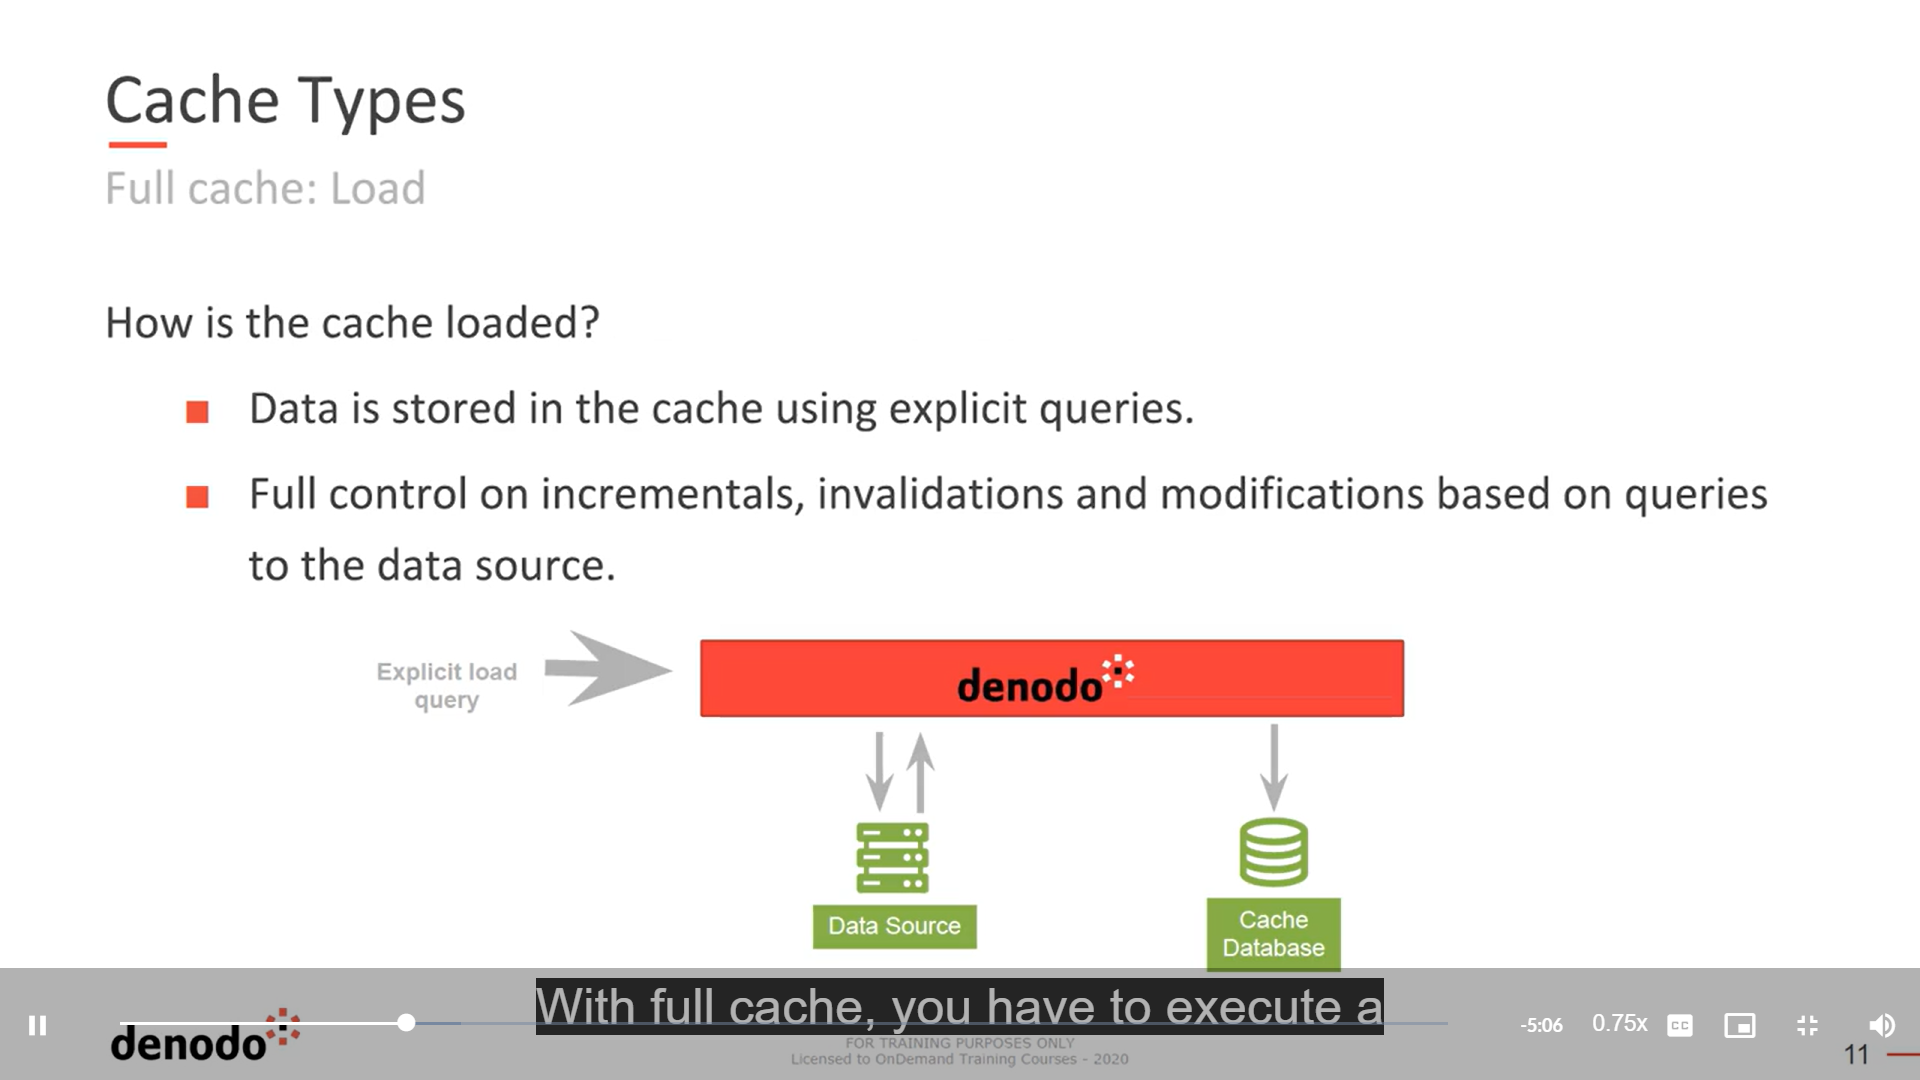 Cache Types
Full cache: Load
How is the cache loaded?
Data is stored in the cache using explicit queries.
Full control on incrementals, invalidations and modifications based on queries
to the data source.
Explicit load
query
denodo
Data Source
Cache
Database
With full cache, you have to execute a
-5:06
0.75x
CC
denodo
FOR TRAINING PURPOSES ONLY
Licensed to OnDemand Training Courses - 2020
11